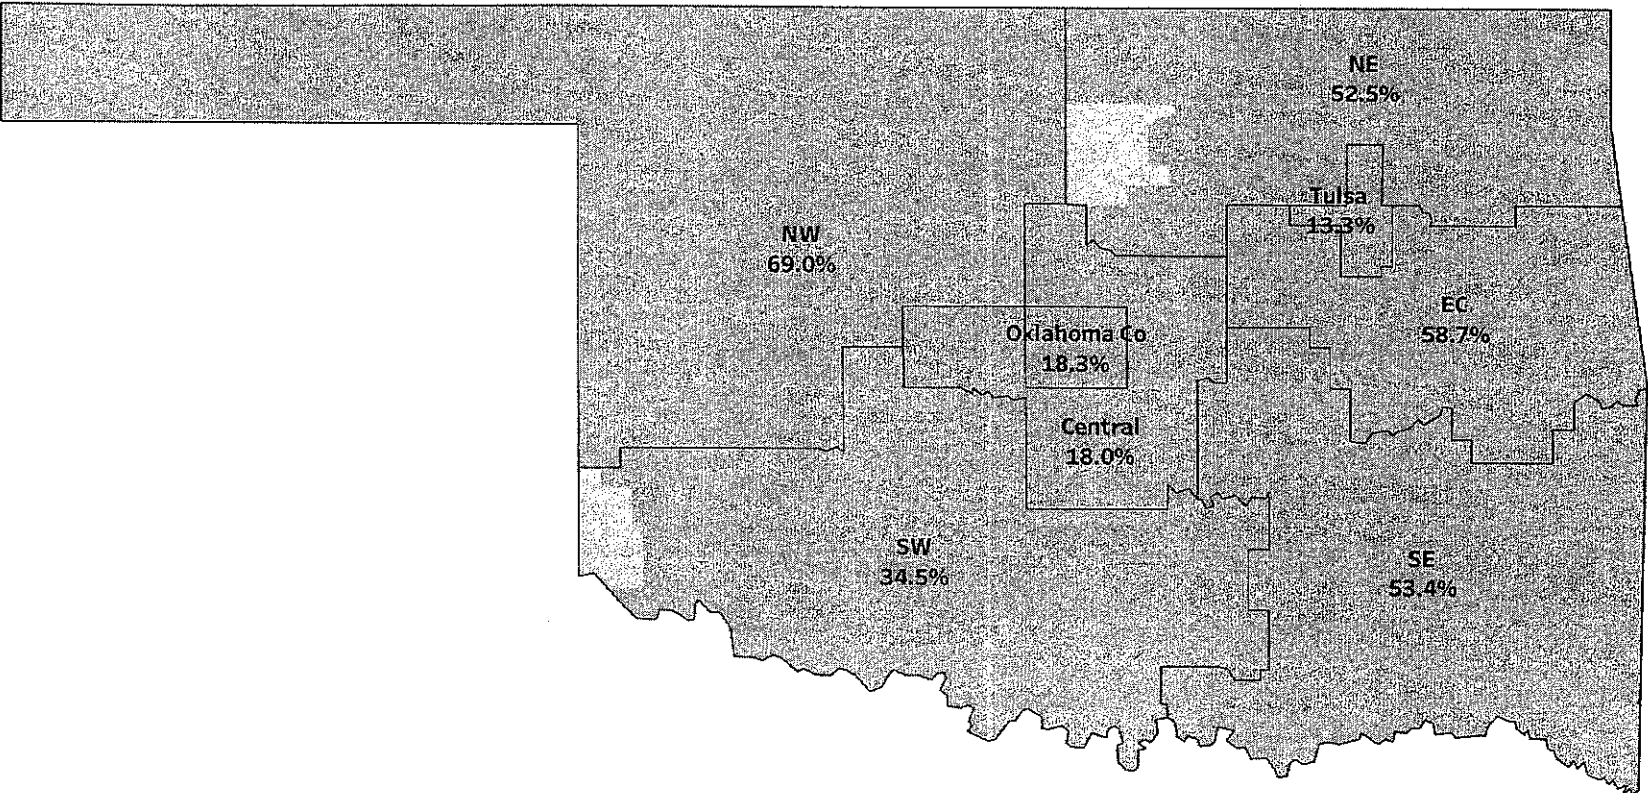 NE
52.5%
Tulsa
13.3%
NW
69.0%
EC
58.7%
Oklahoma Co
18.3%
Central
18.0%
SW
34.5%
SE
53.4%